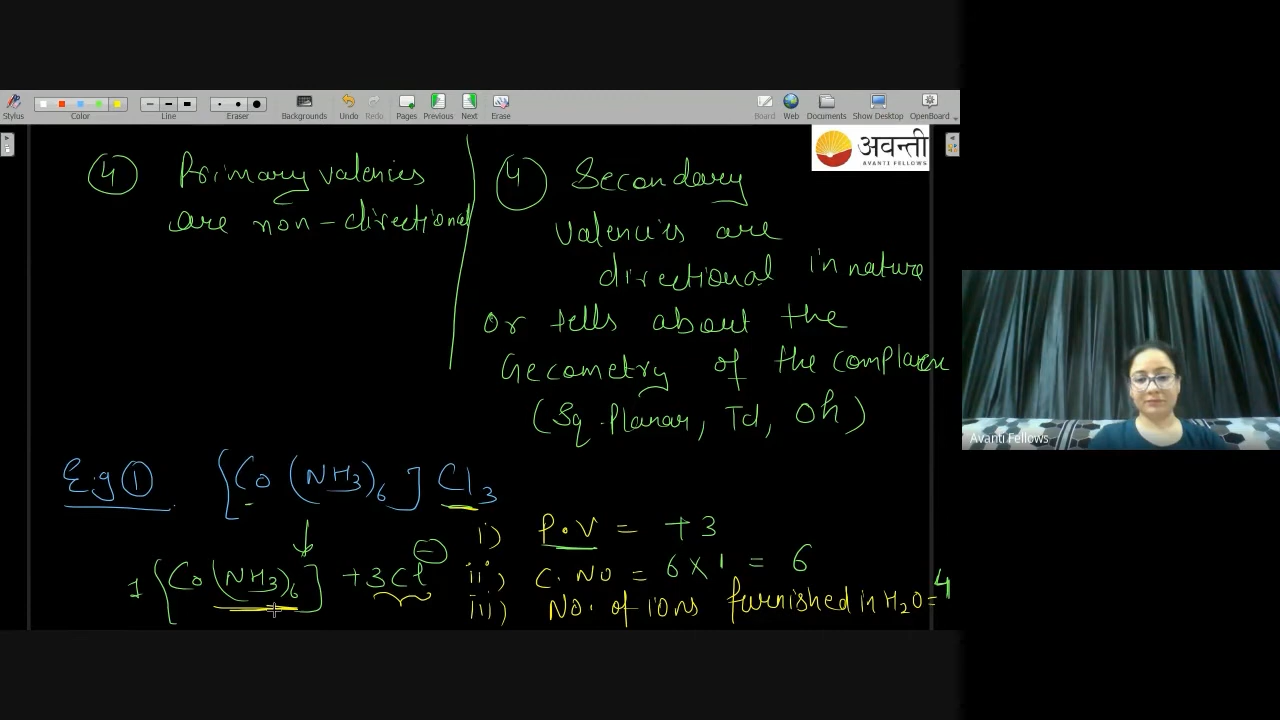 Stylus Color Line Eraser Backgrounds Undo Redo Pages Previous Next Erase Board Web Documents Show Desktop OpenBoard
अवन्ती
AVANTI FELLOWS
④ Primary valencies
are non-directional
④ Secondary
valencies are
directional in nature
or tells about the
Geometry of the complexe
(Sq. Planar, Td, Oh)
Avanti Fellows
E.g ① [Co(NH3)6]Cl3
i) P.V = +3
1[Co(NH3)6] + 3Cl⊖
ii) C.NO = 6×1 = 6
iii) NO. of ions furnished in H2O = 4